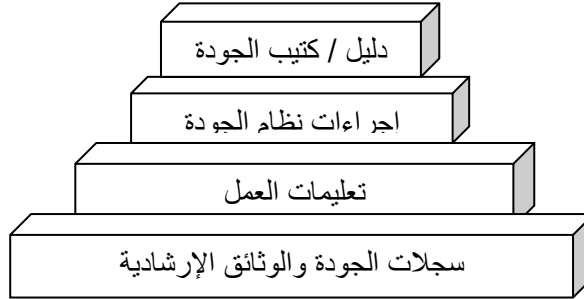 دليل / كتيب الجودة
إجراءات نظام الجودة
تعليمات العمل
سجلات الجودة والوثائق الإرشادية